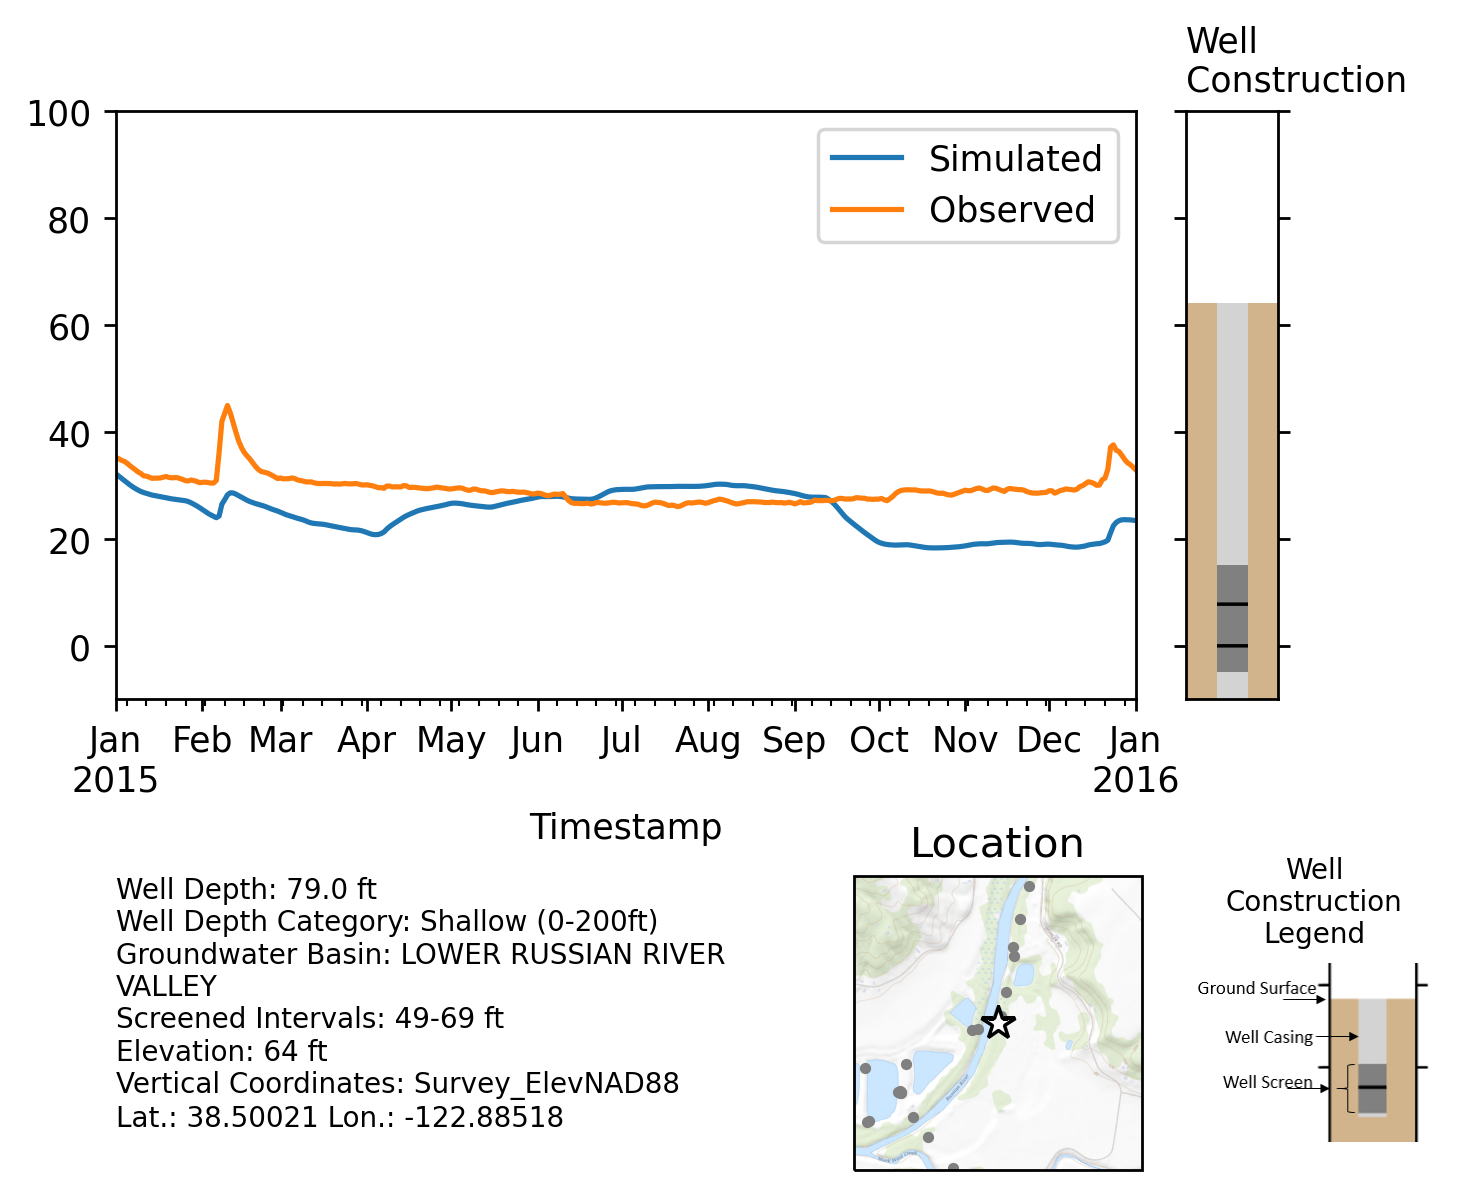 Well
Construction
100
80
60
40
20
0
Simulated
Observed
Jan Feb Mar Apr May Jun Jul Aug Sep Oct Nov Dec Jan
2015 2016
Timestamp
Well Depth: 79.0 ft
Well Depth Category: Shallow (0-200ft)
Groundwater Basin: LOWER RUSSIAN RIVER
VALLEY
Screened Intervals: 49-69 ft
Elevation: 64 ft
Vertical Coordinates: Survey_ElevNAD88
Lat.: 38.50021 Lon.: -122.88518
Location
Russian River
Well
Construction
Legend
Ground Surface
Well Casing
Well Screen